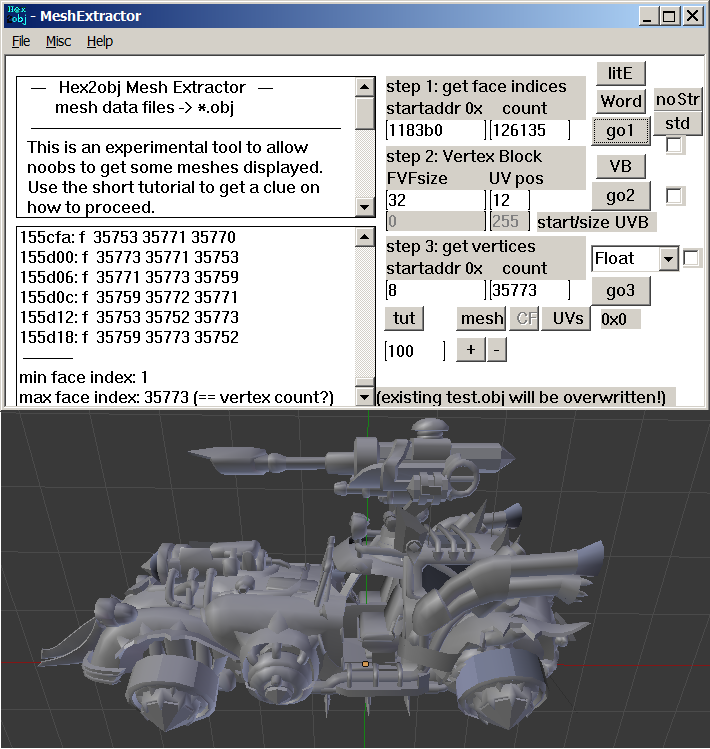 Hex
obj - MeshExtractor
File Misc Help
— Hex2obj Mesh Extractor —
mesh data files -> *.obj
This is an experimental tool to allow
noobs to get some meshes displayed.
Use the short tutorial to get a clue on
how to proceed.
155cfa: f 35753 35771 35770
155d00: f 35773 35771 35753
155d06: f 35771 35773 35759
155d0c: f 35759 35772 35771
155d12: f 35753 35752 35773
155d18: f 35759 35773 35752
min face index: 1
max face index: 35773 (== vertex count?)
step 1: get face indices
startaddr 0x count
1183b0 126135
litE
Word
noStr
go1
std
step 2: Vertex Block
FVFsize UV pos
32 12
0 255 start/size UVB
VB
go2
step 3: get vertices
startaddr 0x count
8 35773
Float
go3
tut mesh CF UVs 0x0
100 + -
(existing test.obj will be overwritten!)